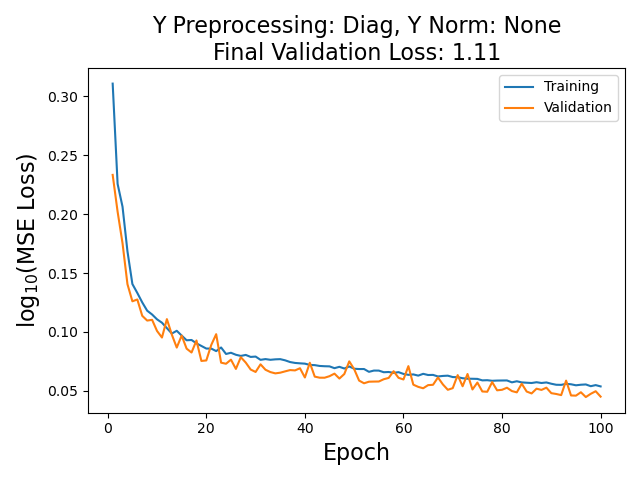 Y Preprocessing: Diag, Y Norm: None
Final Validation Loss: 1.11
Training
Validation
log10(MSE Loss)
0.30
0.25
0.20
0.15
0.10
0.05
0
20
40
60
80
100
Epoch